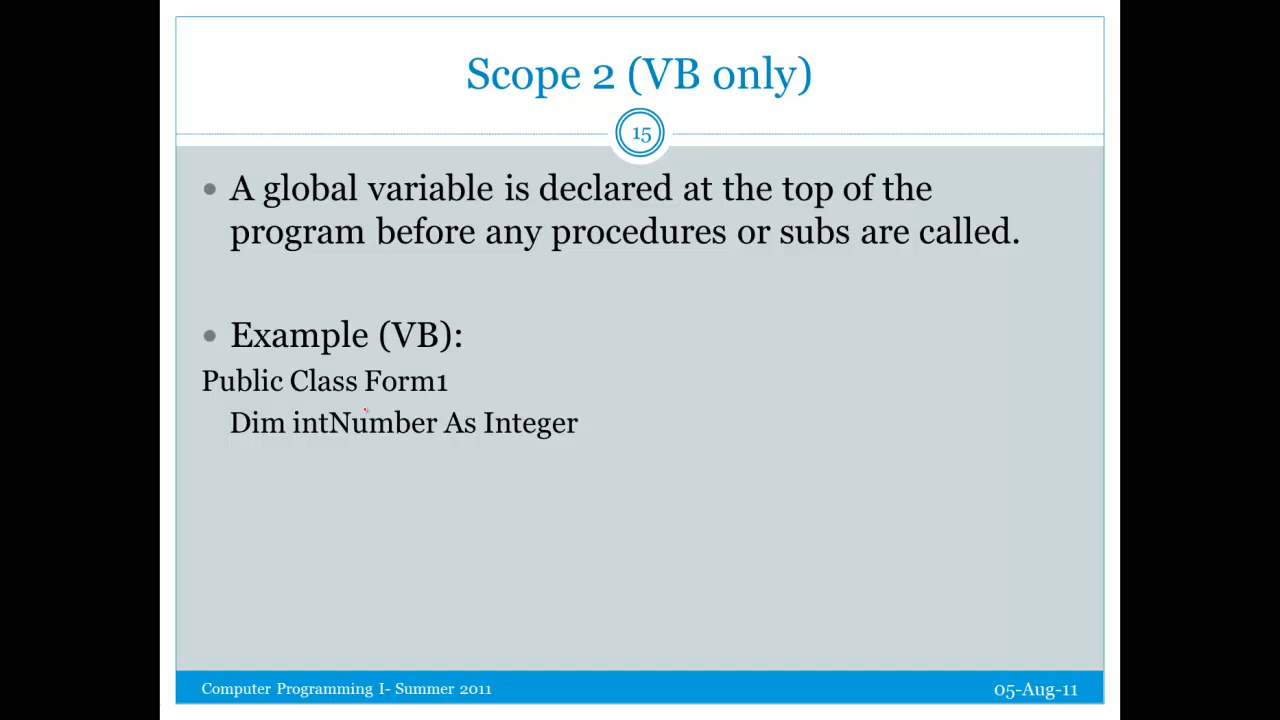 Scope 2 (VB only)
15
• A global variable is declared at the top of the
program before any procedures or subs are called.
• Example (VB):
Public Class Form1
Dim intNumber As Integer
Computer Programming I- Summer 2011
05-Aug-11